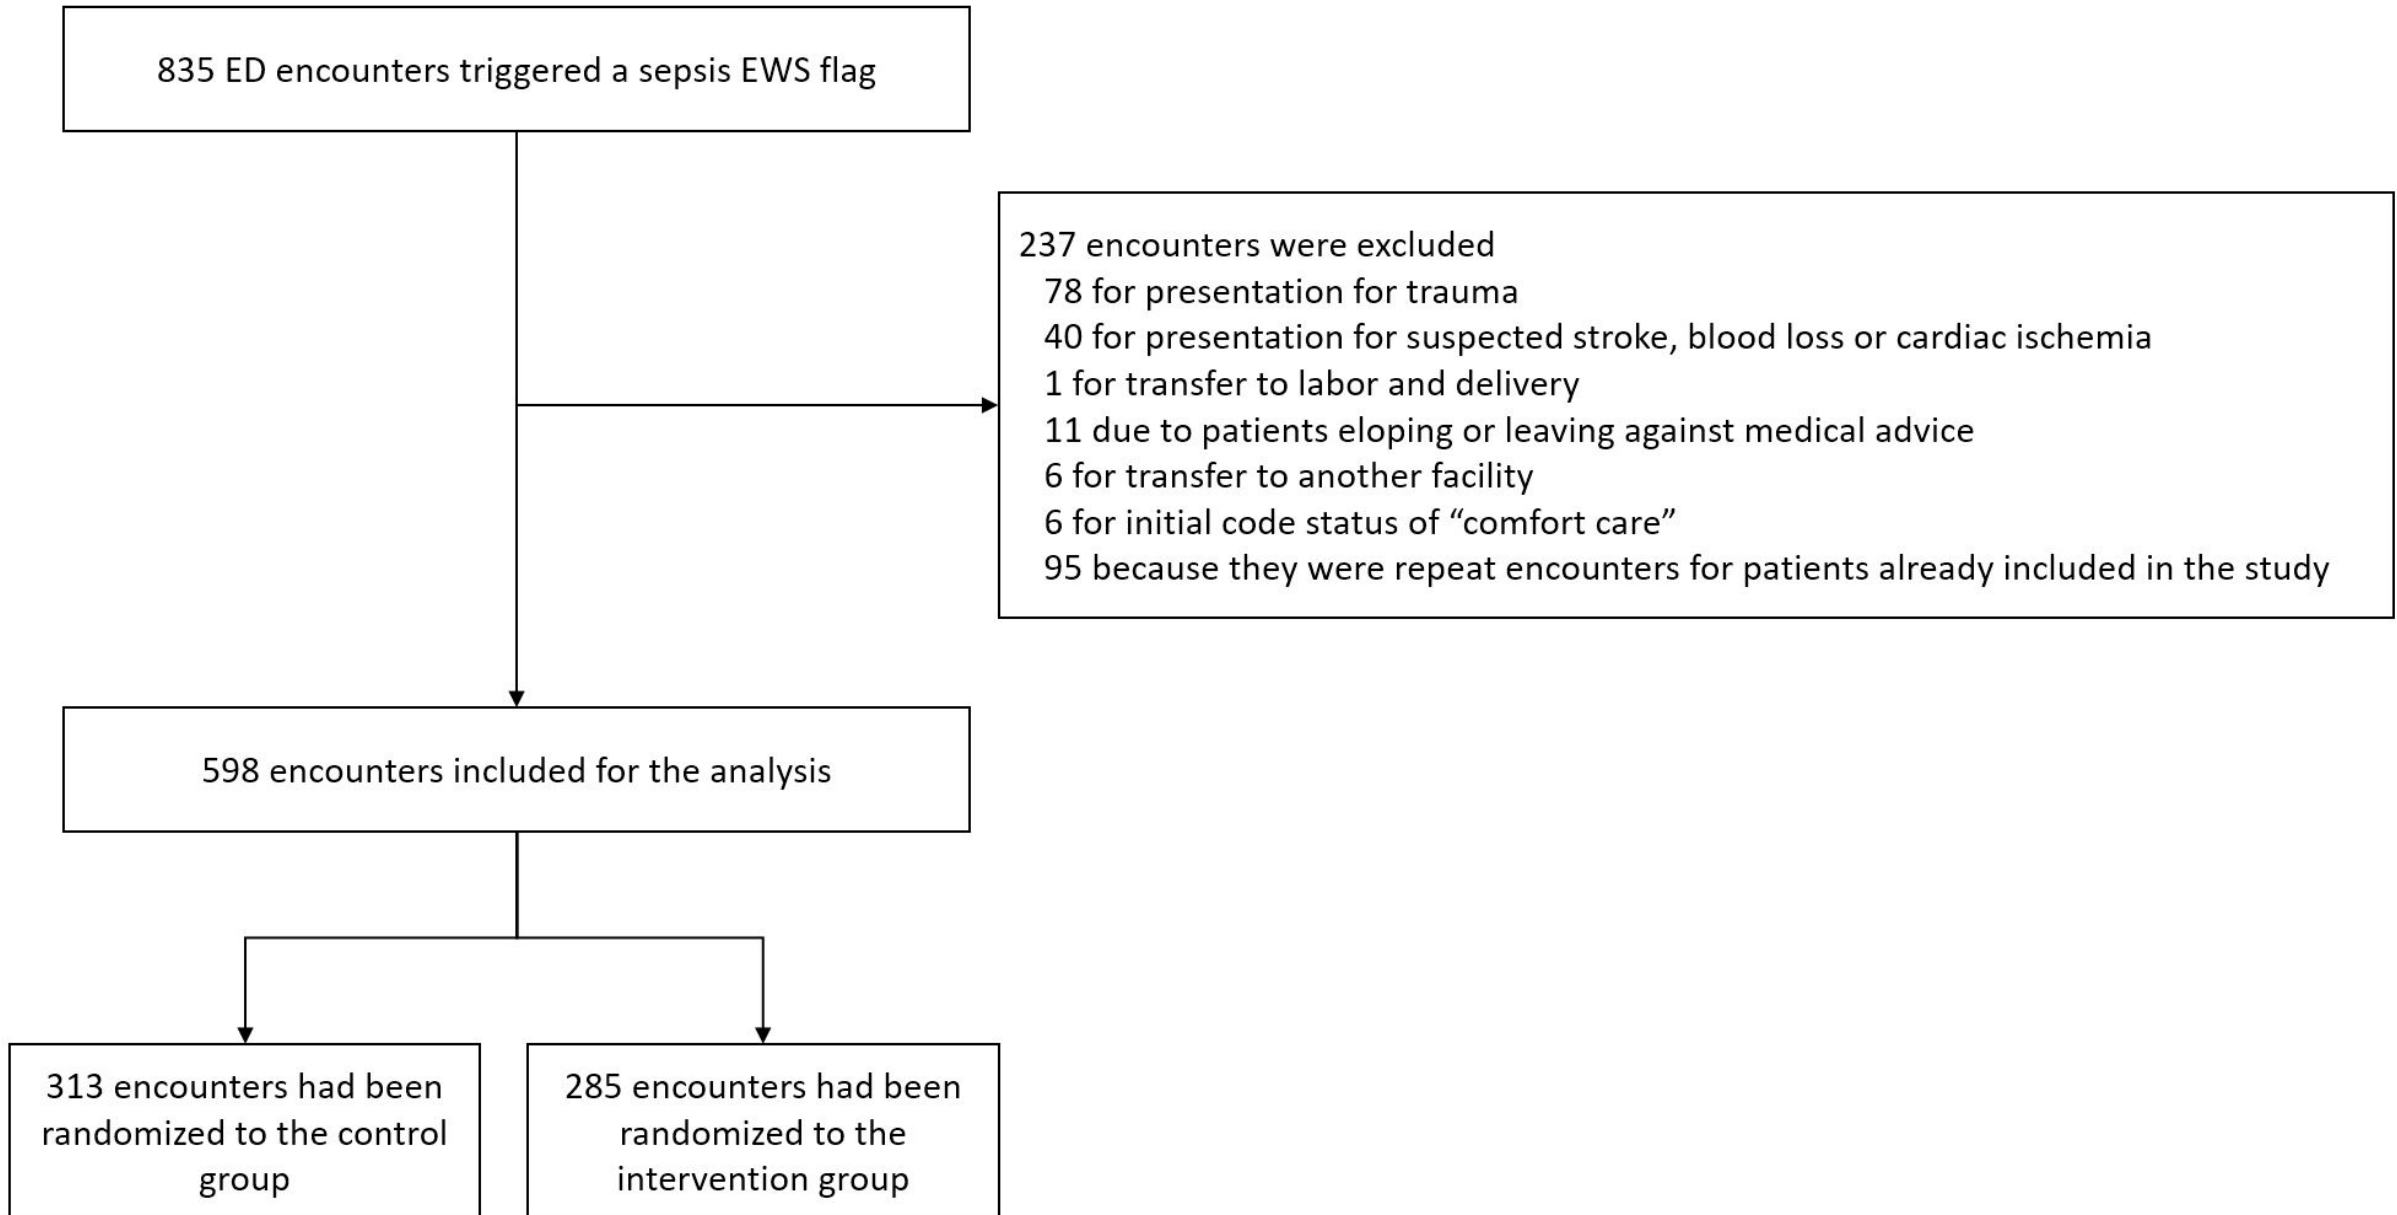 835 ED encounters triggered a sepsis EWS flag
237 encounters were excluded
78 for presentation for trauma
40 for presentation for suspected stroke, blood loss or cardiac ischemia
1 for transfer to labor and delivery
11 due to patients eloping or leaving against medical advice
6 for transfer to another facility
6 for initial code status of “comfort care”
95 because they were repeat encounters for patients already included in the study
598 encounters included for the analysis
313 encounters had been
randomized to the control
group
285 encounters had been
randomized to the
intervention group